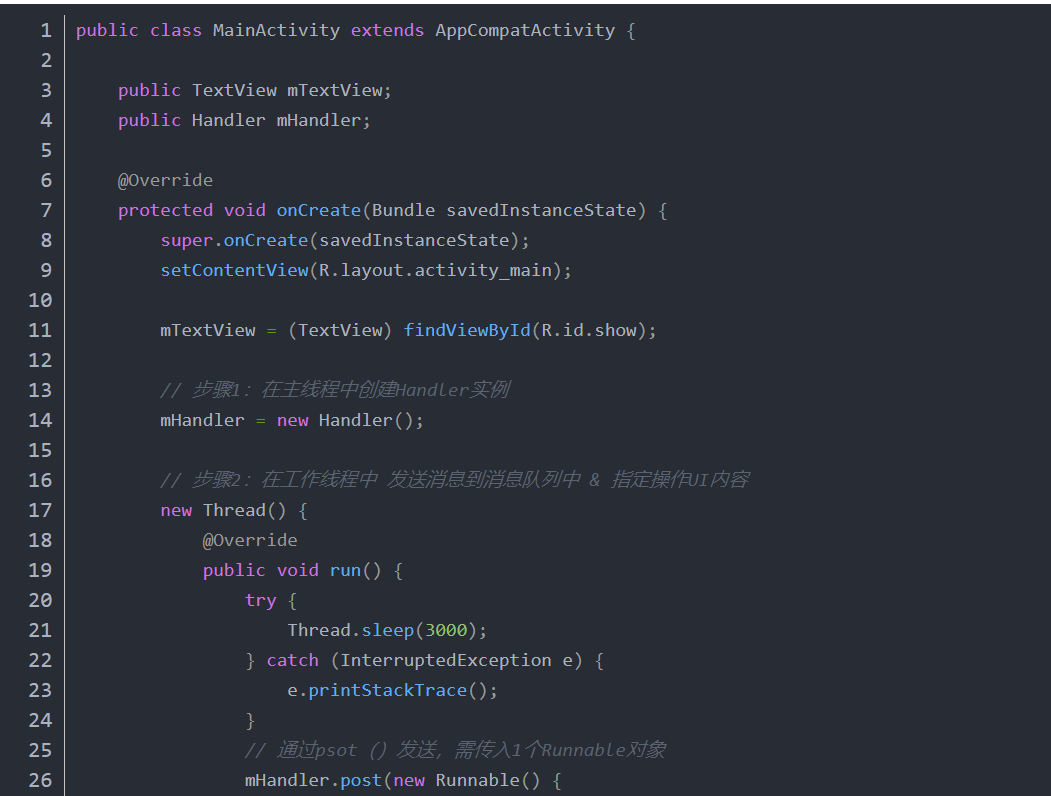 1 public class MainActivity extends AppCompatActivity {
2
3     public TextView mTextView;
4     public Handler mHandler;
5
6     @Override
7     protected void onCreate(Bundle savedInstanceState) {
8         super.onCreate(savedInstanceState);
9         setContentView(R.layout.activity_main);
10
11         mTextView = (TextView) findViewById(R.id.show);
12
13         // 步骤1：在主线程中创建Handler实例
14         mHandler = new Handler();
15
16         // 步骤2：在工作线程中 发送消息到消息队列中 & 指定操作UI内容
17         new Thread() {
18             @Override
19             public void run() {
20                 try {
21                     Thread.sleep(3000);
22                 } catch (InterruptedException e) {
23                     e.printStackTrace();
24                 }
25                 // 通过psot（）发送，需传入1个Runnable对象
26                 mHandler.post(new Runnable() {